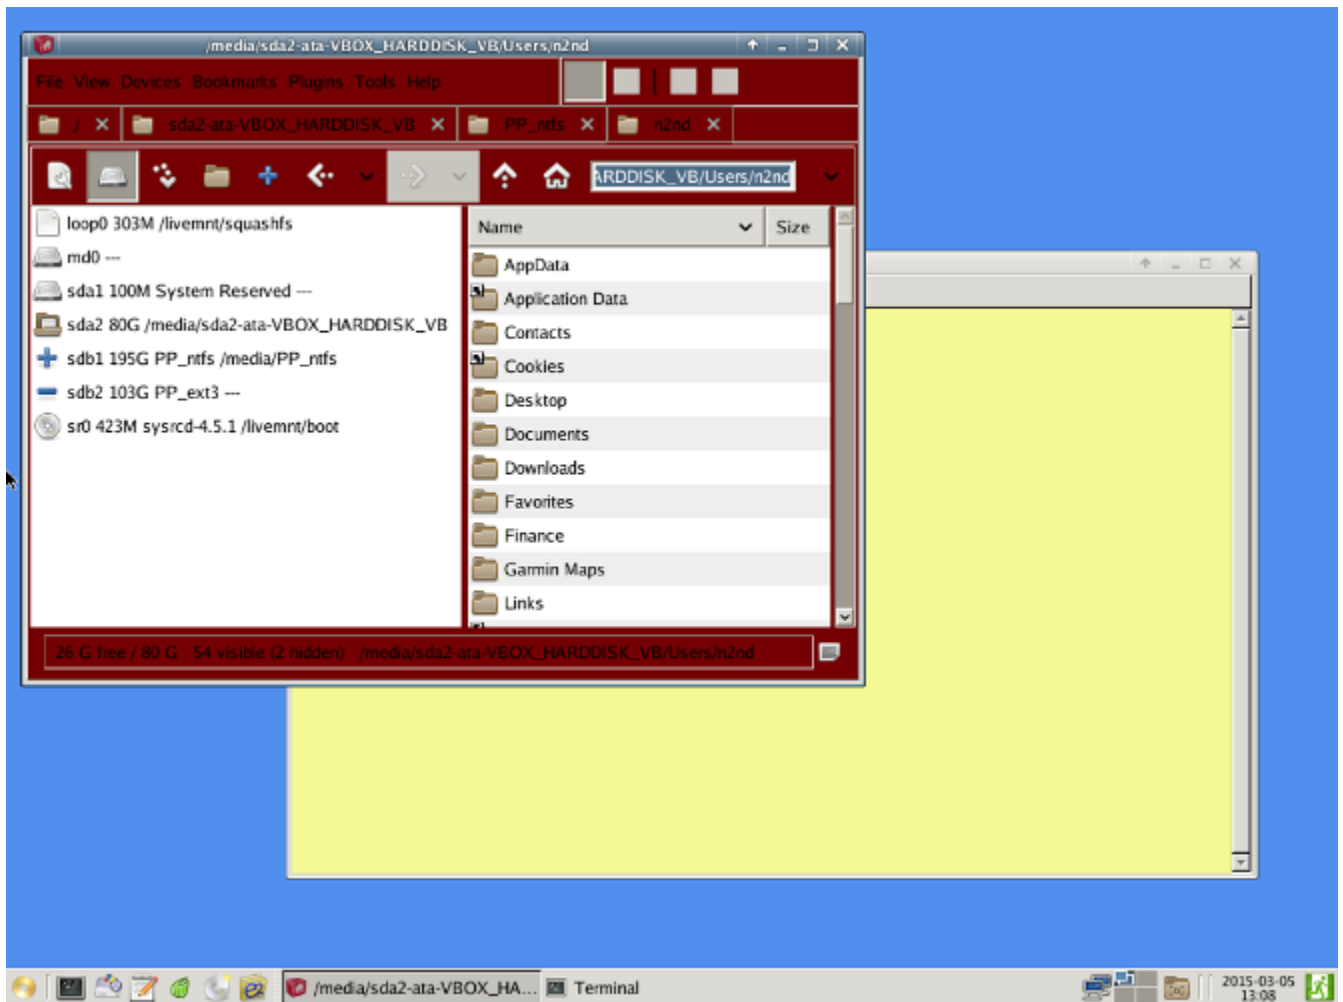 /media/sda2-ata-VBOX_HARDDISK_VB/Users/n2nd
File View Devices Bookmarks Plugins Tools Help
/ sda2-ata-VBOX_HARDDISK_VB PP_ntfs n2nd
ARDDISK_VB/Users/n2nd
loop0 303M /livemnt/squashfs
md0 ---
sda1 100M System Reserved ---
sda2 80G /media/sda2-ata-VBOX_HARDDISK_VB
sdb1 195G PP_ntfs /media/PP_ntfs
sdb2 103G PP_ext3 ---
sr0 423M sysrcd-4.5.1 /livemnt/boot
Name Size
AppData
Application Data
Contacts
Cookies
Desktop
Documents
Downloads
Favorites
Finance
Garmin Maps
Links
26 G free / 80 G 54 visible (2 hidden) /media/sda2-ata-VBOX_HARDDISK_VB/Users/n2nd
/media/sda2-ata-VBOX_HA... Terminal
2015-03-05
13:08